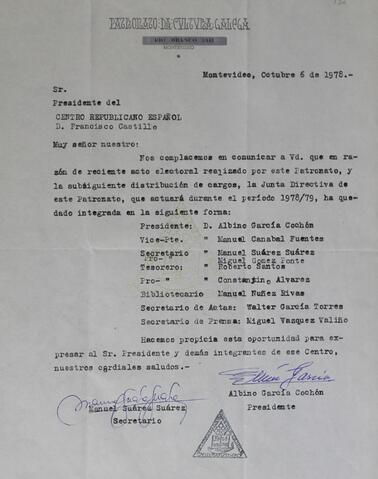 PATRONATO DA CULTURA GALEGA
RIO BRANCO
MONTEVIDEO
Montevideo, Octubre 6 de 1978.-
Sr.
Presidente del
CENTRO REPUBLICANO ESPAÑOL
D. Francisco Castillo
Muy señor nuestro:
Nos complacemos en comunicar a Vd. que en ra-
zón de reciente acto electoral realizado por este Patronato, y
la subsiguiente distribución de cargos, la Junta Directiva de
este Patronato, que actuará durante el período 1978/79, ha que-
dado integrada en la siguiente forma:
Presidente: D. Albino García Cochón
Vice-Pte. " Manuel Canabal Fuentes
Secretario " Manuel Suárez Suárez
Pro- " Miguel Gomez Ponte
Tesorero: " Roberto Santos
Pro- " " Constantino Alvarez
Bibliotecario Manuel Nuñez Rivas
Secretario de Actas: Walter García Torres
Secretario de Prensa: Miguel Vazquez Valiño
Hacemos propicia esta oportunidad para ex-
presar al Sr. Presidente y demás integrantes de ese Centro,
nuestros cordiales saludos.-
Albino García Cochón
Presidente
Manuel Suárez Suárez
Secretario